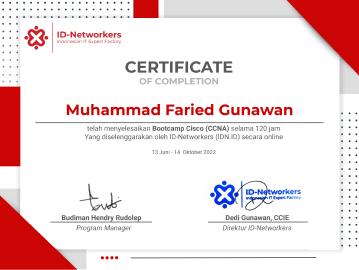 ID-Networkers
Indonesian IT Expert Factory
CERTIFICATE
OF COMPLETION
Muhammad Faried Gunawan
telah menyelesaikan Bootcamp Cisco (CCNA) selama 120 jam
Yang diselenggarakan oleh ID-Networkers (IDN.ID) secara online
13 Juni - 14 Oktober 2022
ID-Networkers
Indonesian IT Expert Factory
Budiman Hendry Rudolep
Dedi Gunawan, CCIE
Program Manager
Direktur ID-Networkers